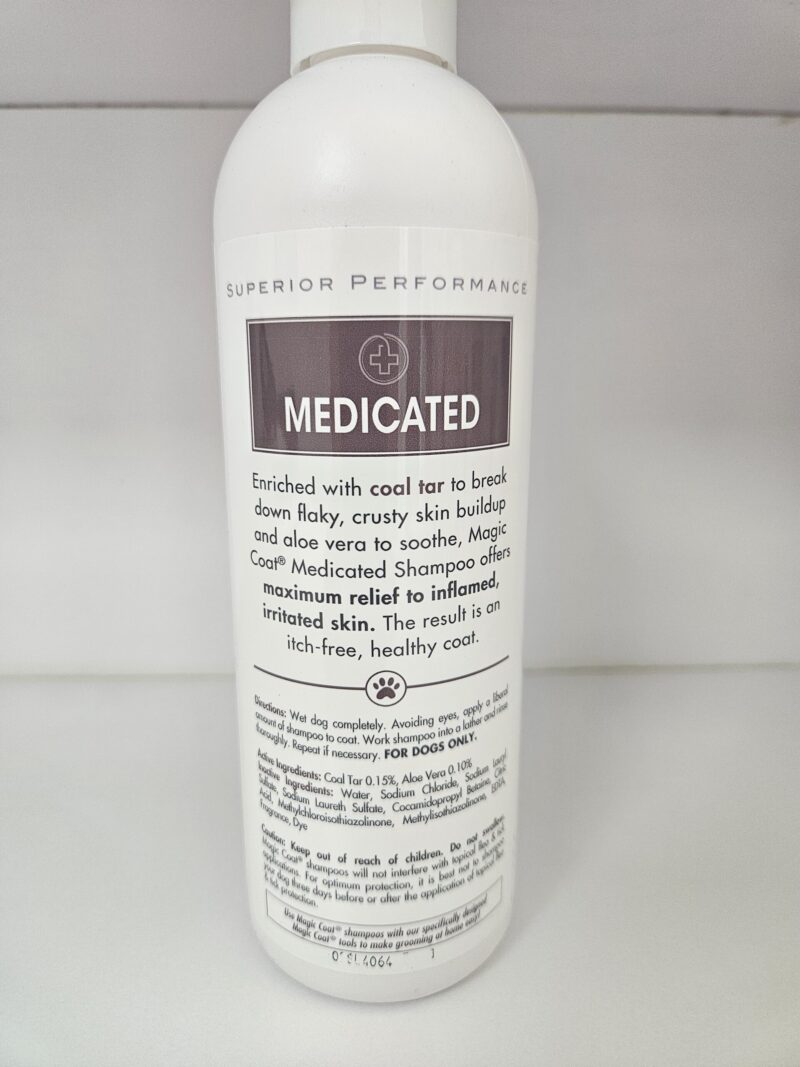 SUPERIOR PERFORMANCE
MEDICATED
Enriched with coal tar to break
down flaky, crusty skin buildup
and aloe vera to soothe, Magic
Coat® Medicated Shampoo offers
maximum relief to inflamed,
irritated skin. The result is an
itch-free, healthy coat.
Directions: Wet dog completely. Avoiding eyes, apply a liberal
amount of shampoo to coat. Work shampoo into a lather and rinse
thoroughly. Repeat if necessary. FOR DOGS ONLY.
Active Ingredients: Coal Tar 0.15%, Aloe Vera 0.10%
Inactive Ingredients: Water, Sodium Chloride, Sodium Lauryl
Sulfate, Sodium Laureth Sulfate, Cocamidopropyl Betaine, Citric
Acid, Methylchloroisothiazolinone, Methylisothiazolinone, EDTA,
Fragrance, Dye
Caution: Keep out of reach of children. Do not swallow.
Magic Coat® shampoos will not interfere with topical flea & tick
applications. For optimum protection, it is best not to shampoo
your dog three days before or after the application of topical flea
& tick protection.
Use Magic Coat® shampoos with our specifically designed
Magic Coat® tools to make grooming at home easy!
4064